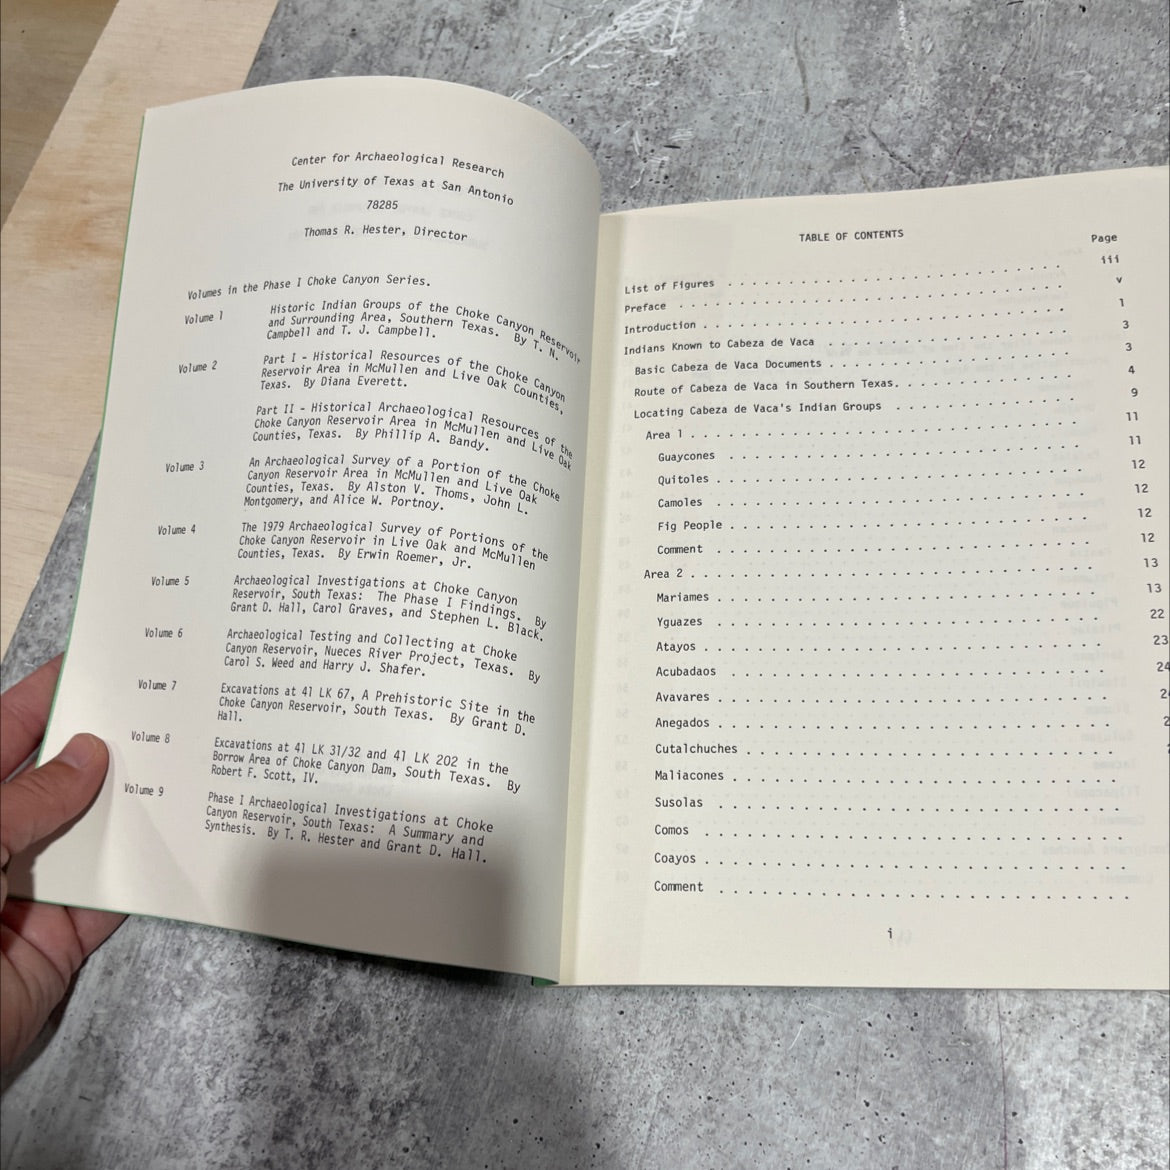 Center for Archaeological Research
The University of Texas at San Antonio
78285
Thomas R. Hester, Director
Volumes in the Phase I Choke Canyon Series.
Volume 1 Historic Indian Groups of the Choke Canyon Reservoir
and Surrounding Area, Southern Texas. By T. N.
Campbell and T. J. Campbell.
Volume 2 Part I - Historical Resources of the Choke Canyon
Reservoir Area in McMullen and Live Oak Counties,
Texas. By Diana Everett.
Part II - Historical Archaeological Resources of the
Choke Canyon Reservoir Area in McMullen and Live Oak
Counties, Texas. By Phillip A. Bandy.
Volume 3 An Archaeological Survey of a Portion of the Choke
Canyon Reservoir Area in McMullen and Live Oak
Counties, Texas. By Alston V. Thoms, John L.
Montgomery, and Alice W. Portnoy.
Volume 4 The 1979 Archaeological Survey of Portions of the
Choke Canyon Reservoir in Live Oak and McMullen
Counties, Texas. By Erwin Roemer, Jr.
Volume 5 Archaeological Investigations at Choke Canyon
Reservoir, South Texas: The Phase I Findings. By
Grant D. Hall, Carol Graves, and Stephen L. Black.
Volume 6 Archaeological Testing and Collecting at Choke
Canyon Reservoir, Nueces River Project, Texas. By
Carol S. Weed and Harry J. Shafer.
Volume 7 Excavations at 41 LK 67, A Prehistoric Site in the
Choke Canyon Reservoir, South Texas. By Grant D.
Hall.
Volume 8 Excavations at 41 LK 31/32 and 41 LK 202 in the
Borrow Area of Choke Canyon Dam, South Texas. By
Robert F. Scott, IV.
Volume 9 Phase I Archaeological Investigations at Choke
Canyon Reservoir, South Texas: A Summary and
Synthesis. By T. R. Hester and Grant D. Hall.
TABLE OF CONTENTS
Page
List of Figures . . . . . . . . . . iii
Preface . . . . . . . . . . v
Introduction . . . . . . . . . . 1
Indians Known to Cabeza de Vaca . . . . . . . . . . 3
Basic Cabeza de Vaca Documents . . . . . . . . . . 3
Route of Cabeza de Vaca in Southern Texas. . . . . . . . . . 4
Locating Cabeza de Vaca's Indian Groups . . . . . . . . . . 9
Area 1 . . . . . . . . . . 11
Guaycones . . . . . . . . . . 11
Quitoles . . . . . . . . . . 12
Camoles . . . . . . . . . . 12
Fig People . . . . . . . . . . 12
Comment . . . . . . . . . . 12
Area 2 . . . . . . . . . . 13
Mariames . . . . . . . . . . 13
Yguazes . . . . . . . . . . 22
Atayos . . . . . . . . . . 23
Acubadaos . . . . . . . . . . 24
Avavares . . . . . . . . . .
Anegados . . . . . . . . . .
Cutalchuches . . . . . . . . . .
Maliacones . . . . . . . . . .
Susolas . . . . . . . . . .
Comos . . . . . . . . . .
Coayos . . . . . . . . . .
Comment . . . . . . . . . .
i